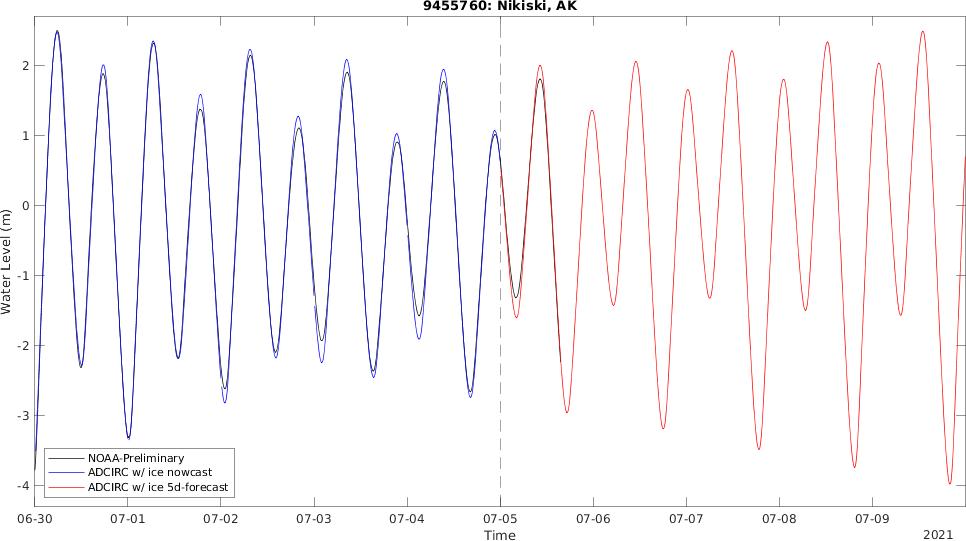 9455760: Nikiski, AK
Water Level (m)
2
1
0
-1
-2
-3
-4
NOAA-Preliminary
ADCIRC w/ ice nowcast
ADCIRC w/ ice 5d-forecast
06-30 07-01 07-02 07-03 07-04 07-05 07-06 07-07 07-08 07-09
Time
2021